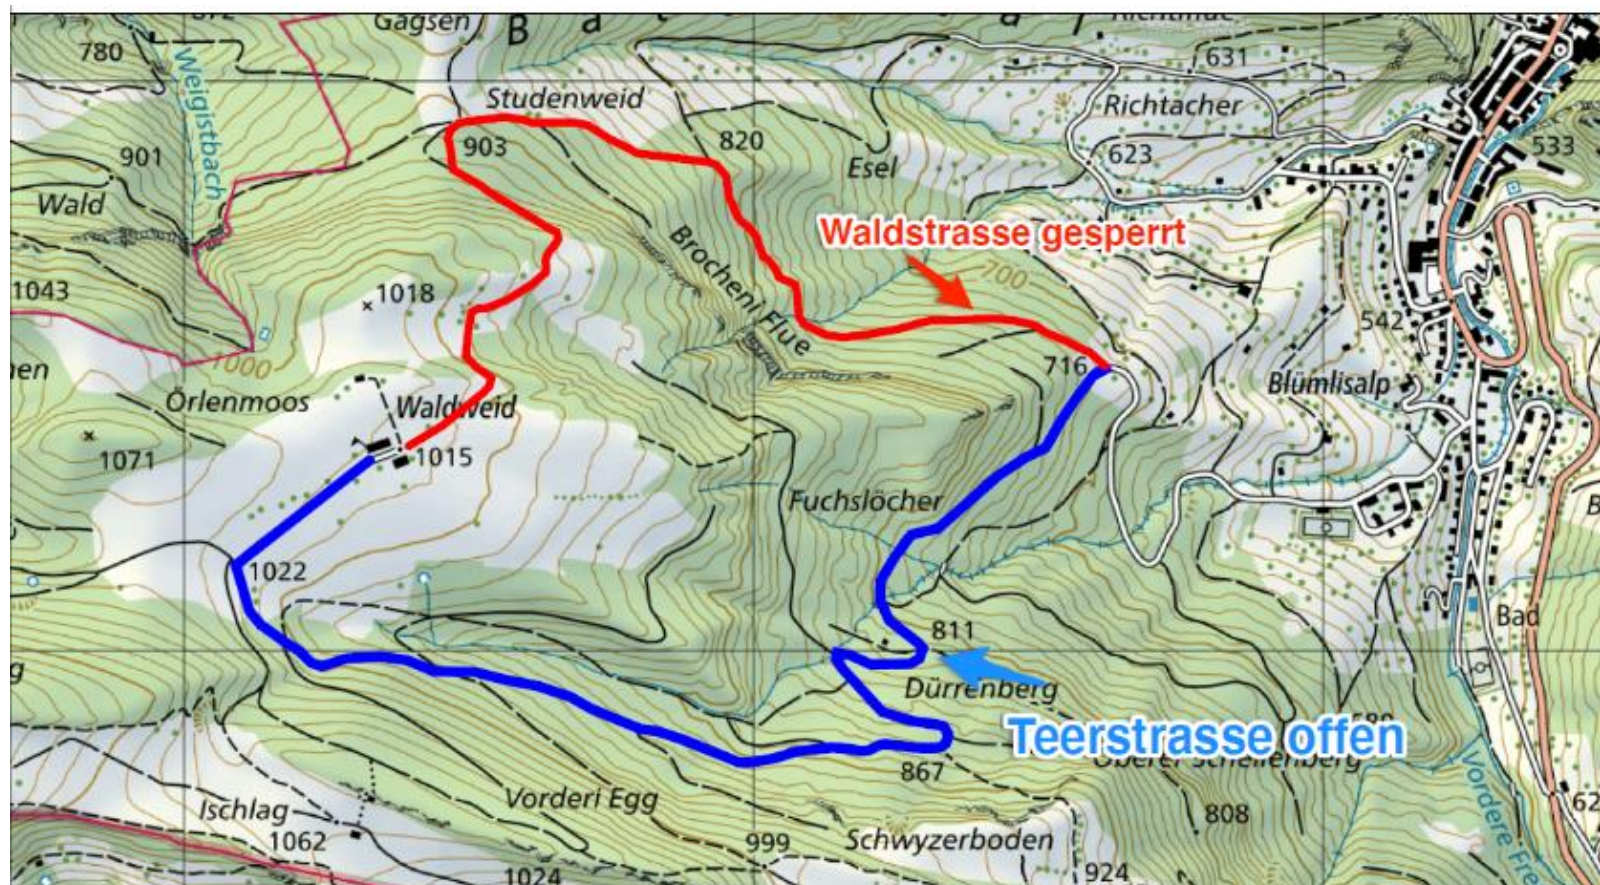 Gagsen
B a
631
780
Weigistbach
Studenweid
Richtacher
903
820
623
533
901
Esel
Wald
Waldstrasse gesperrt
Brocheni Flue
700
1043
1018
542
1000
716
Örlenmoos
Waldweid
Blümlisalp
1071
1015
Fuchslöcher
1022
811
Bad
Dürrenberg
Teerstrasse offen
867
Vorderi Egg
Ischlag
1062
808
999
Schwyzerboden
924
1024
Vordere Fre